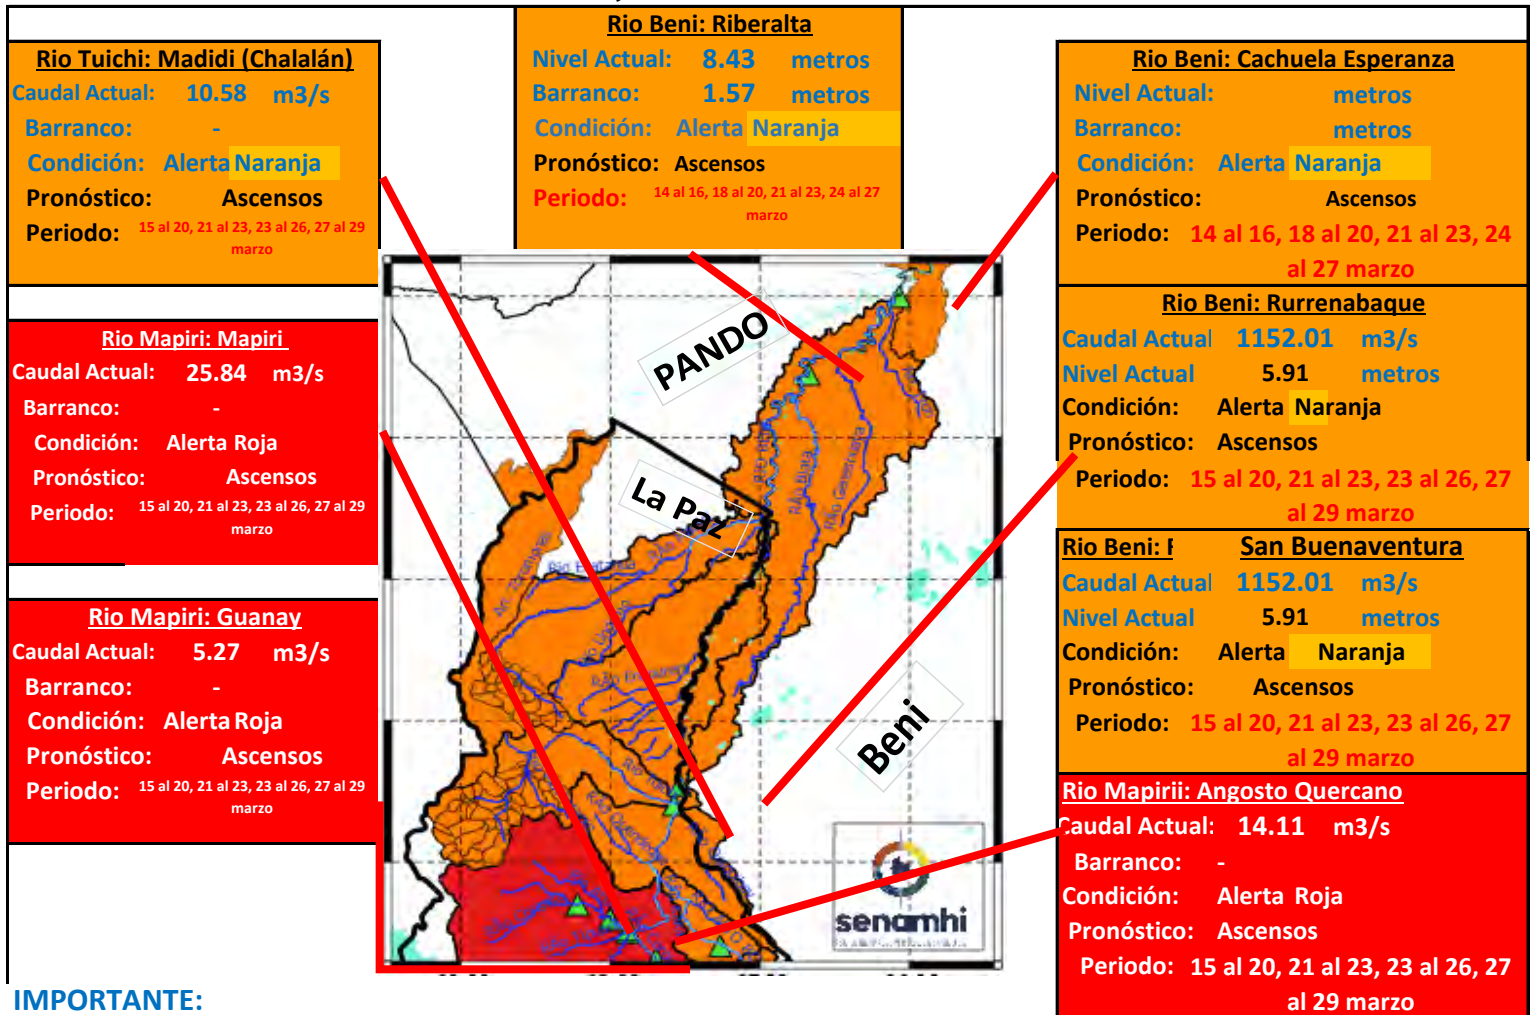 Rio Tuichi: Madidi (Chalalán)
Caudal Actual: 10.58 m3/s
Barranco: -
Condición: Alerta Naranja
Pronóstico: Ascensos
Periodo: 15 al 20, 21 al 23, 23 al 26, 27 al 29
marzo
Rio Mapiri: Mapiri
Caudal Actual: 25.84 m3/s
Barranco: -
Condición: Alerta Roja
Pronóstico: Ascensos
Periodo: 15 al 20, 21 al 23, 23 al 26, 27 al 29
marzo
Rio Mapiri: Guanay
Caudal Actual: 5.27 m3/s
Barranco: -
Condición: Alerta Roja
Pronóstico: Ascensos
Periodo: 15 al 20, 21 al 23, 23 al 26, 27 al 29
marzo
Rio Beni: Riberalta
Nivel Actual: 8.43 metros
Barranco: 1.57 metros
Condición: Alerta Naranja
Pronóstico: Ascensos
Periodo: 14 al 16, 18 al 20, 21 al 23, 24 al 27
marzo
PANDO
La Paz
Beni
senamhi
Rio Beni: Cachuela Esperanza
Nivel Actual: metros
Barranco: metros
Condición: Alerta Naranja
Pronóstico: Ascensos
Periodo: 14 al 16, 18 al 20, 21 al 23, 24
al 27 marzo
Rio Beni: Rurrenabaque
Caudal Actual 1152.01 m3/s
Nivel Actual 5.91 metros
Condición: Alerta Naranja
Pronóstico: Ascensos
Periodo: 15 al 20, 21 al 23, 23 al 26, 27
al 29 marzo
Rio Beni: San Buenaventura
Caudal Actual 1152.01 m3/s
Nivel Actual 5.91 metros
Condición: Alerta Naranja
Pronóstico: Ascensos
Periodo: 15 al 20, 21 al 23, 23 al 26, 27
al 29 marzo
Rio Mapirii: Angosto Quercano
Caudal Actual: 14.11 m3/s
Barranco: -
Condición: Alerta Roja
Pronóstico: Ascensos
Periodo: 15 al 20, 21 al 23, 23 al 26, 27
al 29 marzo
IMPORTANTE: